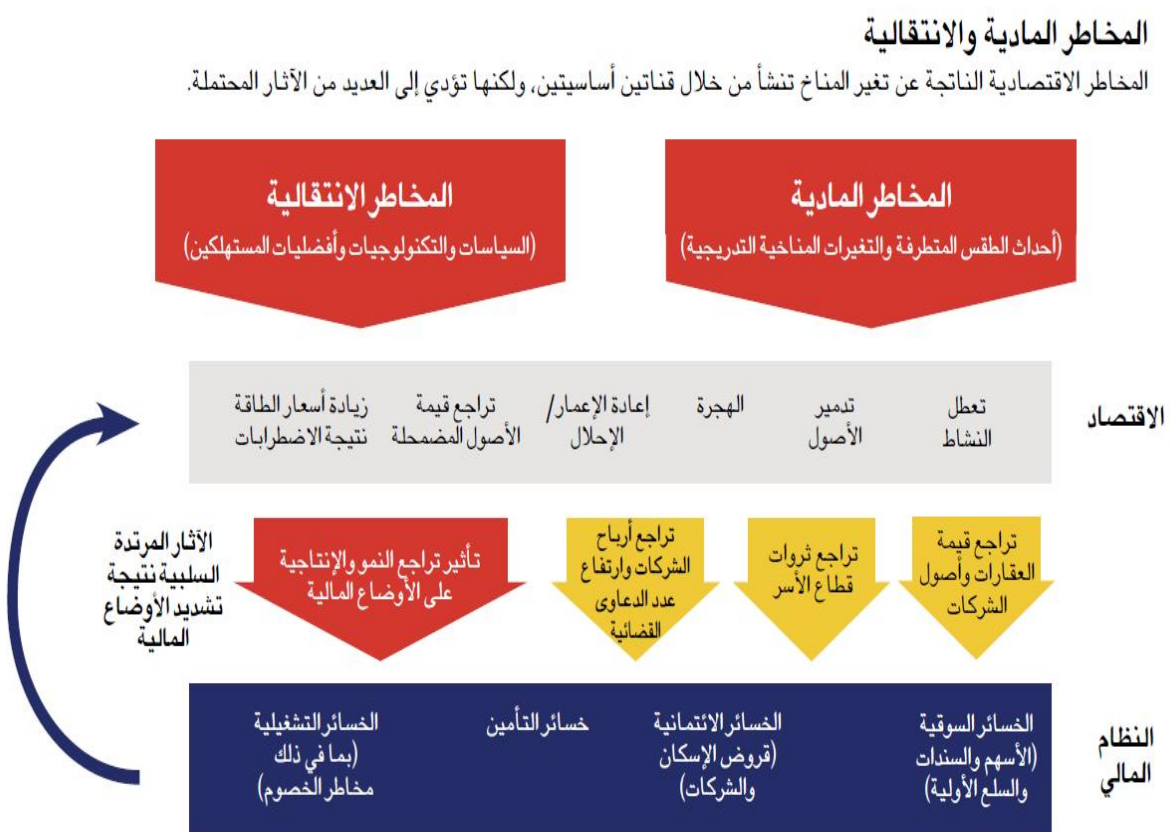 المخاطر المادية والانتقالية
المخاطر الاقتصادية الناتجة عن تغير المناخ تنشأ من خلال قناتين أساسيتين، ولكنها تؤدي إلى العديد من الآثار المحتملة.
المخاطر المادية
(أحداث الطقس المتطرفة والتغيرات المناخية التدريجية)
المخاطر الانتقالية
(السياسات والتكنولوجيات وأفضليات المستهلكين)
الاقتصاد
تعطل
النشاط
تدمير
الأصول
الهجرة
إعادة الإعمار/
الإحلال
تراجع قيمة
الأصول المضمحلة
زيادة أسعار الطاقة
نتيجة الاضطرابات
تراجع قيمة
العقارات وأصول
الشركات
تراجع ثروات
قطاع الأسر
تراجع أرباح
الشركات وارتفاع
عدد الدعاوى
القضائية
تأثير تراجع النمو والإنتاجية
على الأوضاع المالية
الآثار المرتدة
السلبية نتيجة
تشديد الأوضاع
المالية
النظام
المالي
الخسائر السوقية
(الأسهم والسندات
والسلع الأولية)
الخسائر الائتمانية
(قروض الإسكان
والشركات)
خسائر التأمين
الخسائر التشغيلية
(بما في ذلك
مخاطر الخصوم)